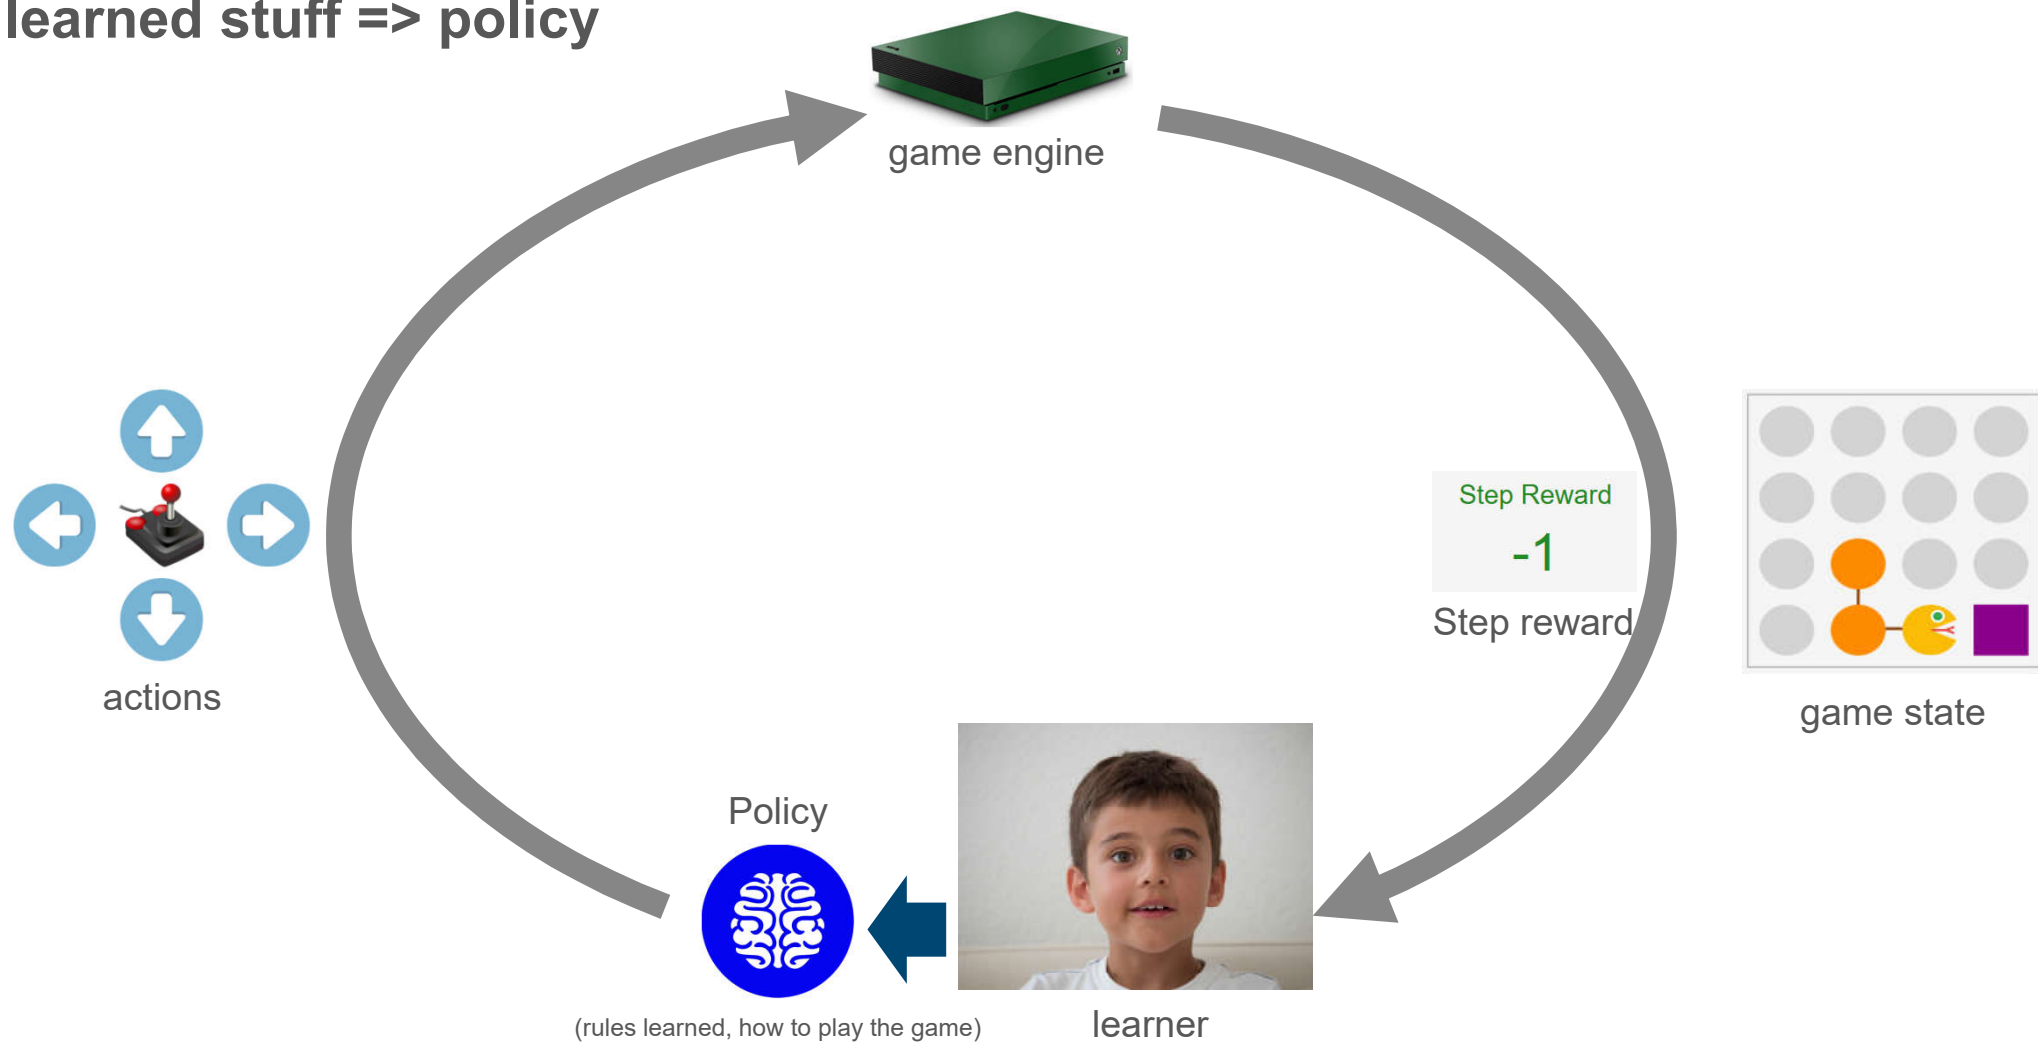 learned stuff => policy
game engine
Step Reward
-1
Step reward
actions
game state
Policy
(rules learned, how to play the game)
learner